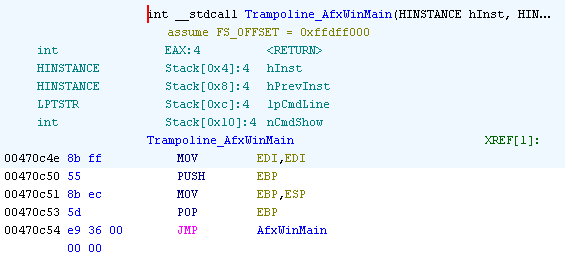 int __stdcall Trampoline_AfxWinMain(HINSTANCE hInst, HIN...
assume FS_OFFSET = 0xffdff000
int EAX:4 <RETURN>
HINSTANCE Stack[0x4]:4 hInst
HINSTANCE Stack[0x8]:4 hPrevInst
LPTSTR Stack[0xc]:4 lpCmdLine
int Stack[0x10]:4 nCmdShow
Trampoline_AfxWinMain XREF[1]:
00470c4e 8b ff MOV EDI,EDI
00470c50 55 PUSH EBP
00470c51 8b ec MOV EBP,ESP
00470c53 5d POP EBP
00470c54 e9 36 00 JMP AfxWinMain
00 00